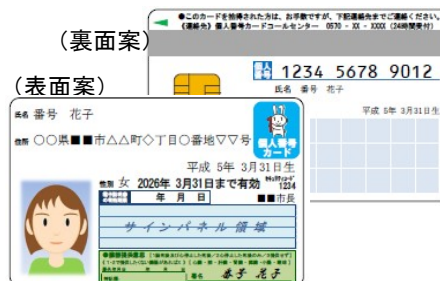 (裏面案)
●このカードを拾得された方は、お手数ですが、下記連絡先までご連絡ください。
《連絡先》個人番号カードコールセンター 0570 - XX - XXXX (24時間受付)
個人番号 1234 5678 9012
氏名 番号 花子
平成 5年 3月31日生
(表面案)
氏名 番号 花子
住所 〇〇県■■市△△町◇丁目〇番地▽▽号
個人番号カード
平成 5年 3月31日生
性別 女 2026年 3月31日まで有効
1234
年 月 日
■■市長
サインパネル領域
署名 番号 花子